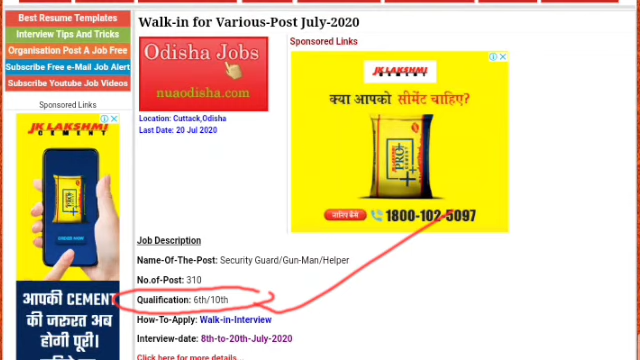 Best Resume Templates
Interview Tips And Tricks
Organisation Post A Job Free
Subscribe Free e-Mail Job Alert
Subscribe Youtube Job Videos
Sponsored Links
JK LAKSHMI
CEMENT
आपकी CEMENT
की जरूरत अब
होगी पूरी।
Walk-in for Various-Post July-2020
Odisha Jobs
nuaodisha.com
Location: Cuttack,Odisha
Last Date: 20 Jul 2020
Sponsored Links
JK LAKSHMI
CEMENT
क्या आपको सीमेंट चाहिए?
PRO+
1800-102-5097
Job Description
Name-Of-The-Post: Security Guard/Gun-Man/Helper
No.of-Post: 310
Qualification: 6th/10th
How-To-Apply: Walk-in-Interview
Interview-date: 8th-to-20th-July-2020
Click here for more details...